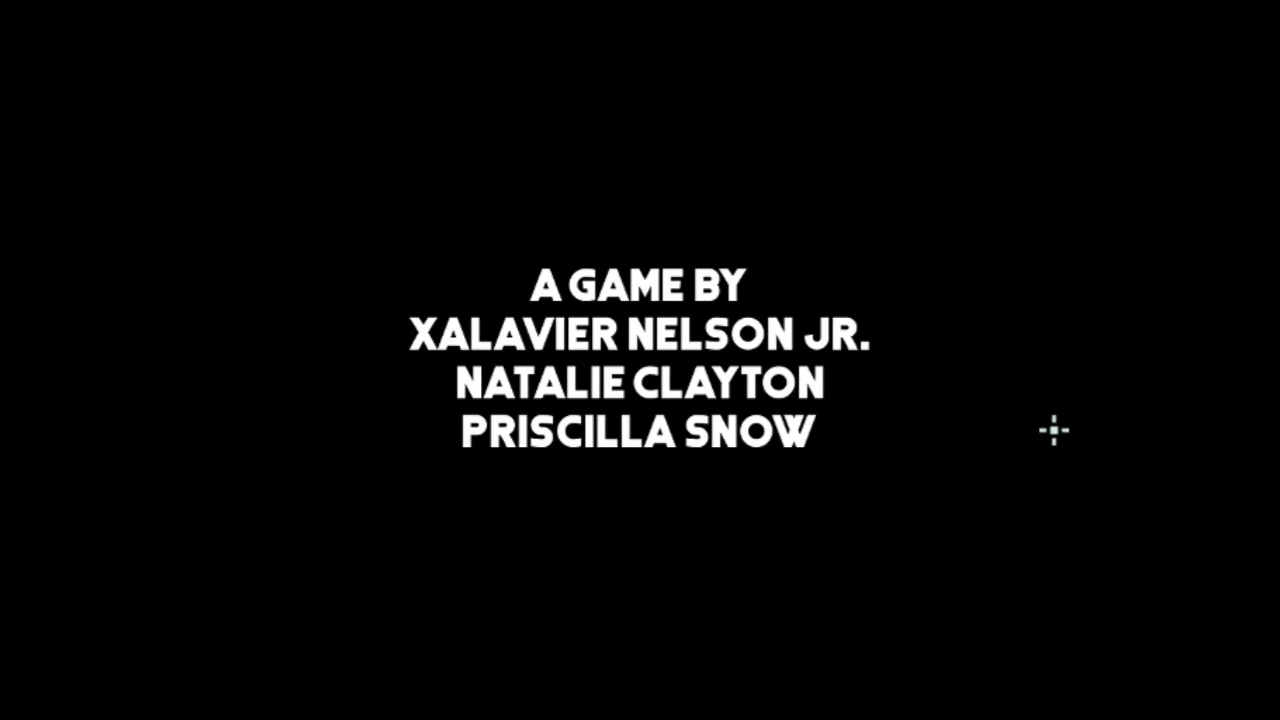 A GAME BY
XALAVIER NELSON JR.
NATALIE CLAYTON
PRISCILLA SNOW